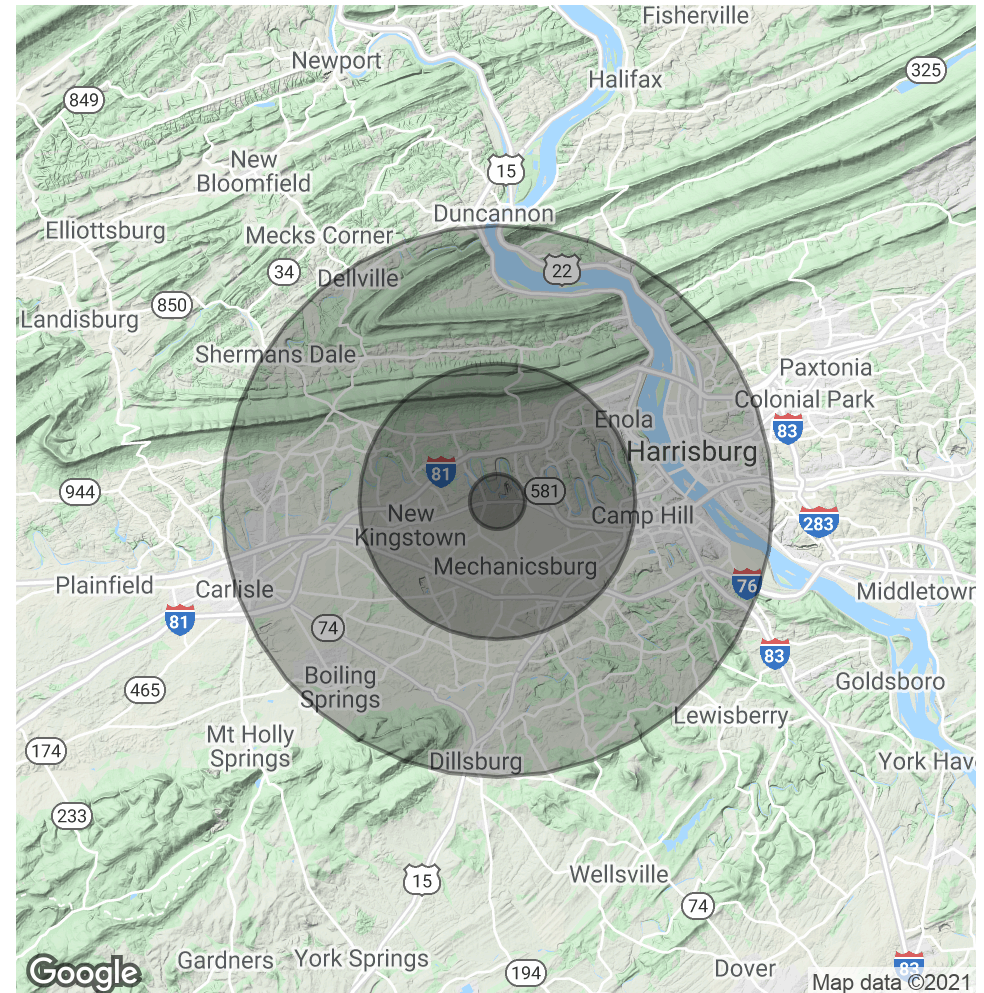 Fisherville
Newport
Halifax
325
849
15
New
Bloomfield
Duncannon
Elliottsburg
Mecks Corner
34
Dellville
22
850
Landisburg
Shermans Dale
Paxtonia
Colonial Park
Enola
83
Harrisburg
81
944
581
New
Kingstown
Camp Hill
283
Mechanicsburg
Plainfield
Carlisle
76
Middletown
81
74
83
Boiling
Springs
465
Goldsboro
Lewisberry
Mt Holly
Springs
174
Dillsburg
York Hav
233
15
Wellsville
74
Gardners
York Springs
194
Dover
83
Google
Map data ©2021